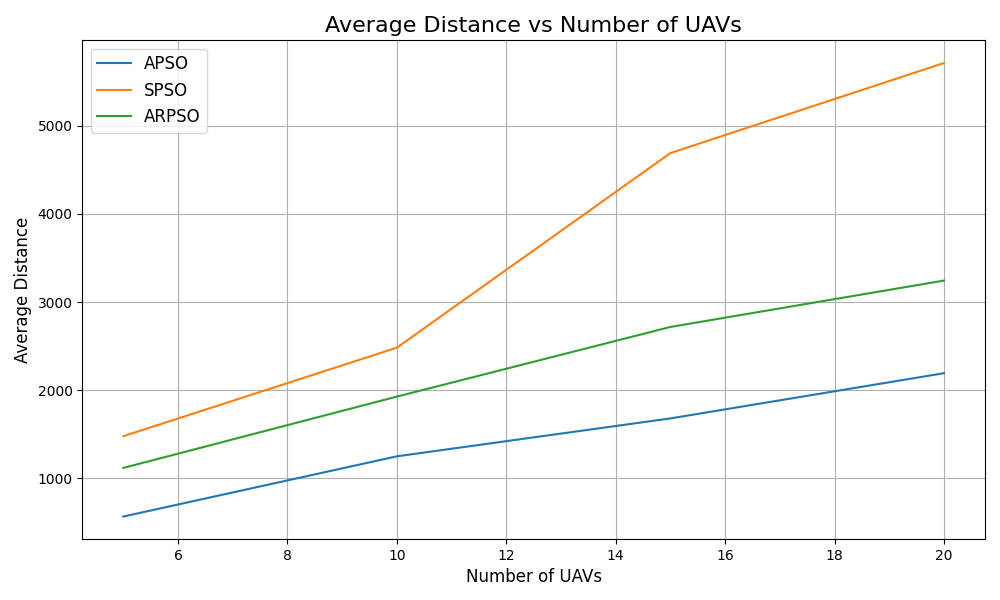 Average Distance vs Number of UAVs
APSO
SPSO
ARPSO
5000
4000
3000
2000
1000
Average Distance
6 8 10 12 14 16 18 20
Number of UAVs